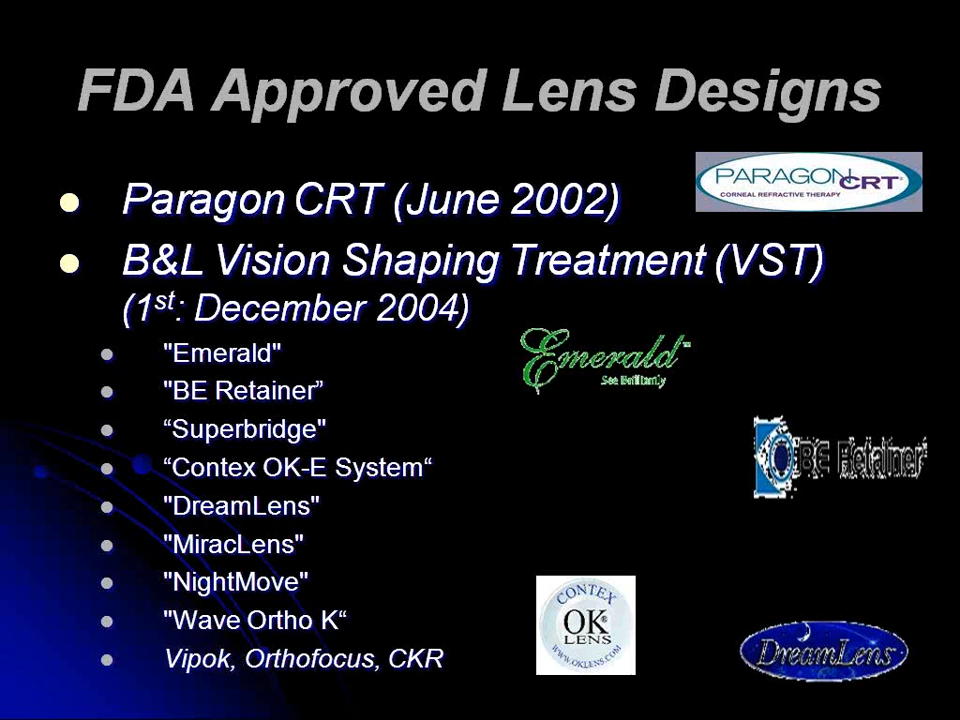 FDA Approved Lens Designs
PARAGON CRT
CORNEAL REFRACTIVE THERAPY
Paragon CRT (June 2002)
B&L Vision Shaping Treatment (VST)
(1st: December 2004)
"Emerald"
"BE Retainer”
“Superbridge"
“Contex OK-E System“
"DreamLens"
"MiracLens"
"NightMove"
"Wave Ortho K“
Vipok, Orthofocus, CKR
Emerald™
See Brilliantly
BE Retainer
CONTEX
OK®
LENS
WWW.OKLENS.COM
DreamLens